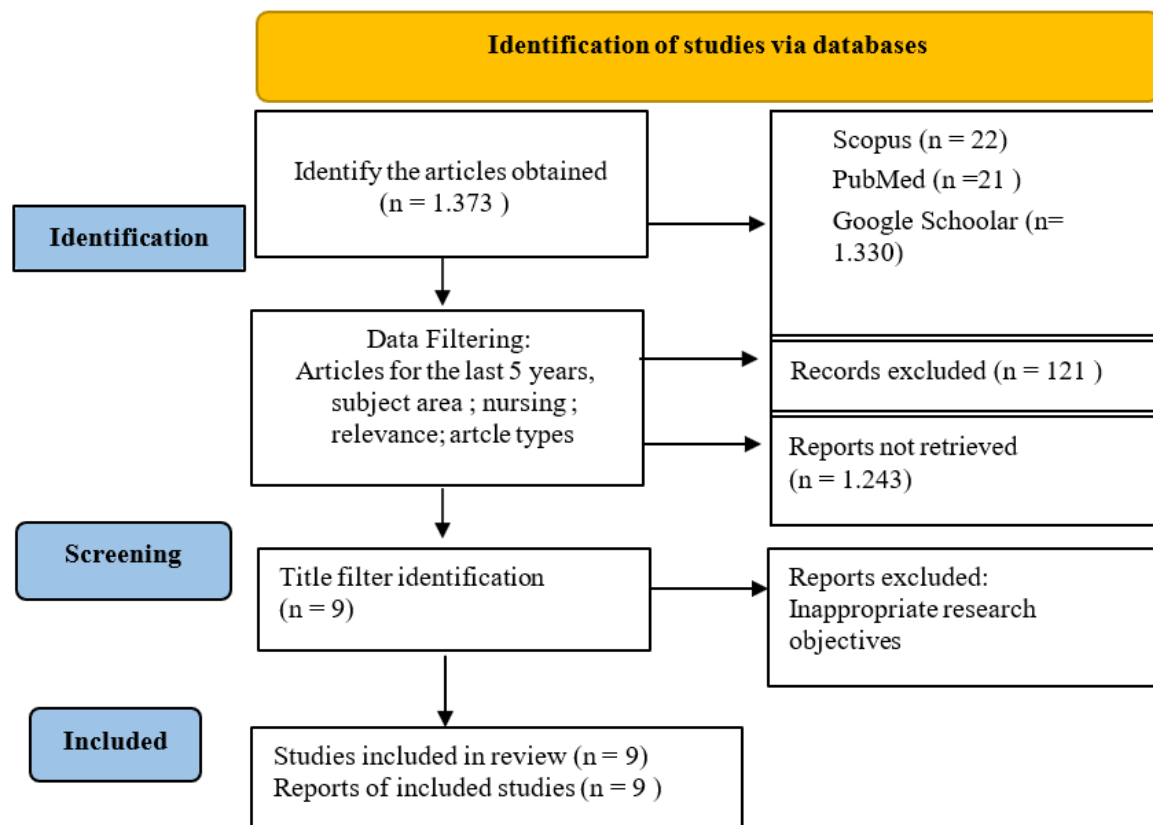 Identification of studies via databases
Identify the articles obtained
(n = 1.373 )
Scopus (n = 22)
PubMed (n =21 )
Google Schoolar (n=
1.330)
Identification
Data Filtering:
Articles for the last 5 years,
subject area ; nursing ;
relevance; artcle types
Records excluded (n = 121 )
Reports not retrieved
(n = 1.243)
Screening
Title filter identification
(n = 9)
Reports excluded:
Inappropriate research
objectives
Included
Studies included in review (n = 9)
Reports of included studies (n = 9 )